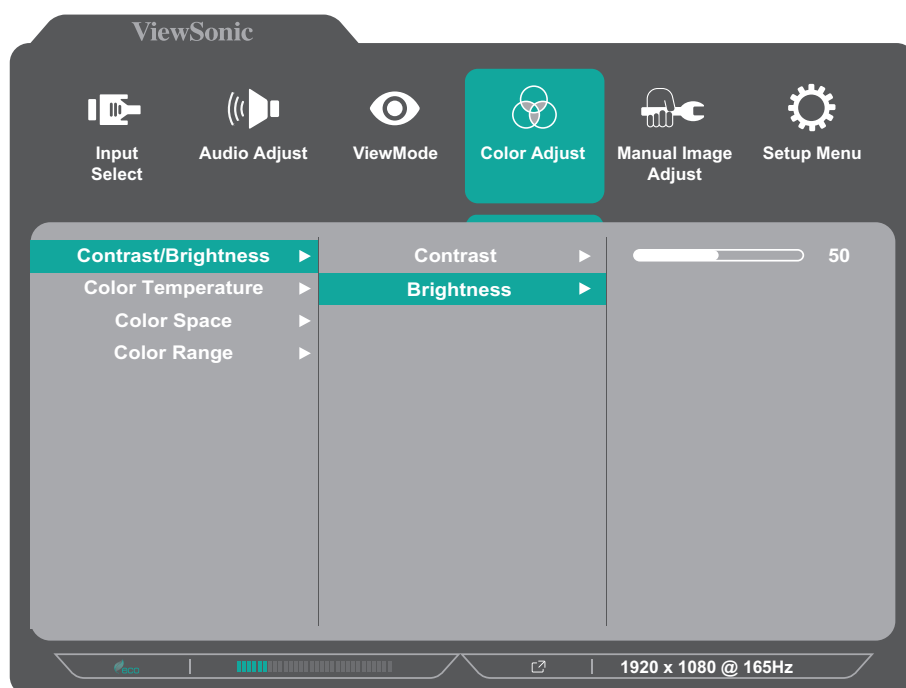 ViewSonic
Input
Select
Audio Adjust
ViewMode
Color Adjust
Manual Image
Adjust
Setup Menu
Contrast/Brightness
Color Temperature
Color Space
Color Range
Contrast
Brightness
50
eco
1920 x 1080 @ 165Hz